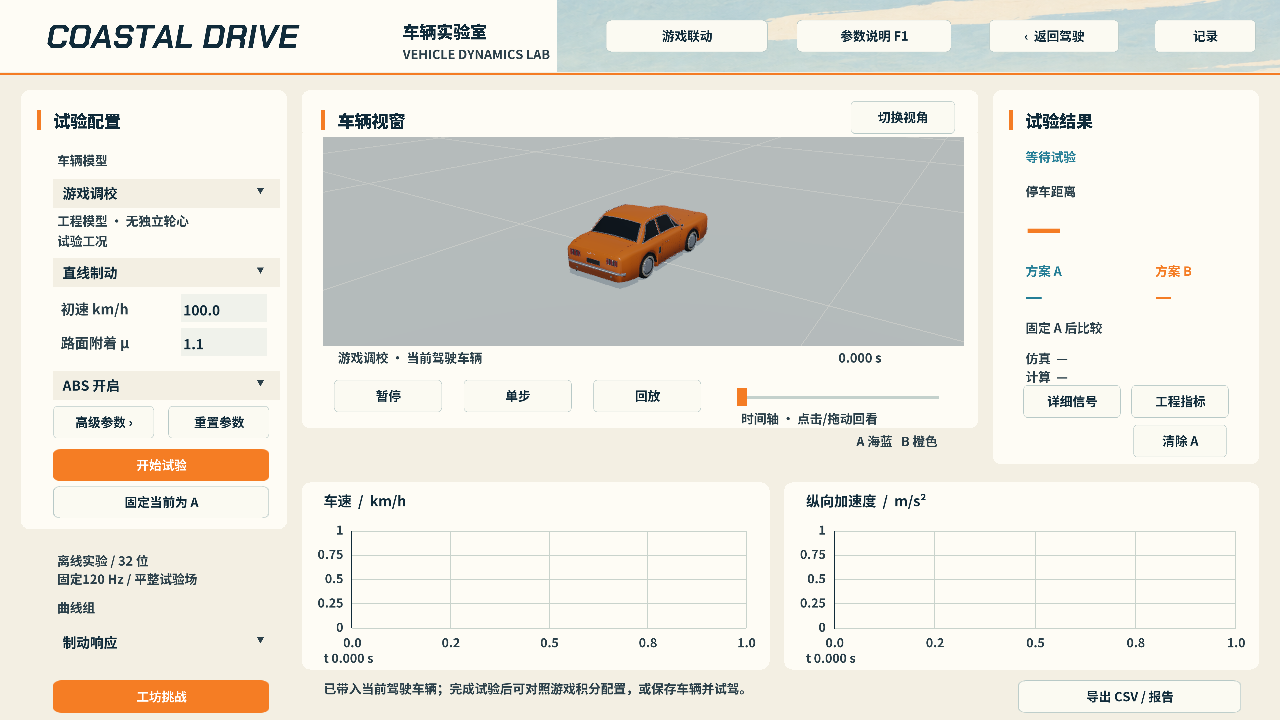 COASTAL DRIVE
车辆实验室
VEHICLE DYNAMICS LAB
游戏联动
参数说明 F1
‹ 返回驾驶
记录
试验配置
车辆模型
游戏调校
工程模型 · 无独立轮心
试验工况
直线制动
初速 km/h
100.0
路面附着 μ
1.1
ABS 开启
高级参数 ›
重置参数
开始试验
固定当前为 A
离线实验 / 32 位
固定120 Hz / 平整试验场
曲线组
制动响应
工坊挑战
车辆视窗
切换视角
游戏调校 · 当前驾驶车辆
0.000 s
暂停
单步
回放
时间轴 · 点击/拖动回看
A 海蓝 B 橙色
试验结果
等待试验
停车距离
—
方案 A
方案 B
—
—
固定 A 后比较
仿真 —
计算 —
详细信号
工程指标
清除 A
车速 / km/h
1
0.75
0.5
0.25
0
0.0
0.2
0.5
0.8
1.0
t 0.000 s
纵向加速度 / m/s²
1
0.75
0.5
0.25
0
0.0
0.2
0.5
0.8
1.0
t 0.000 s
已带入当前驾驶车辆；完成试验后可对照游戏积分配置，或保存车辆并试驾。
导出 CSV / 报告